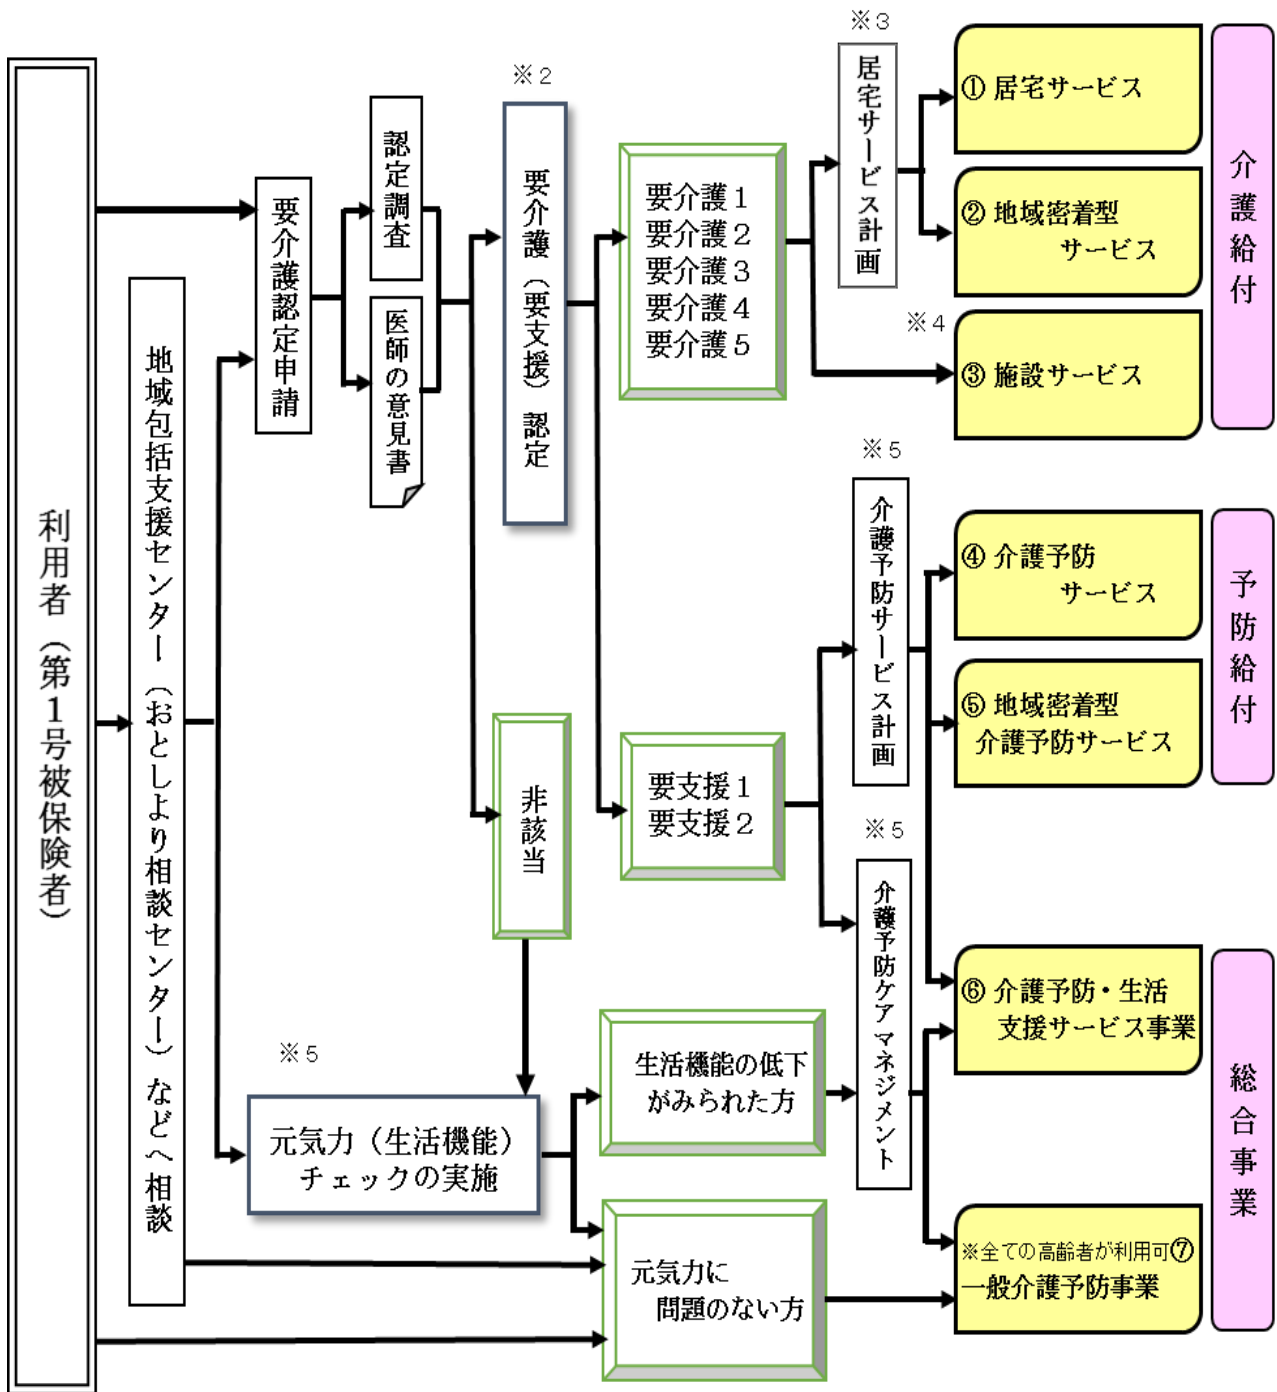 利用者（第１号被保険者）
地域包括支援センター（おとしより相談センター）などへ相談
要介護認定申請
認定調査
医師の意見書
※２
要介護（要支援）認定
非該当
※５
元気力（生活機能）
チェックの実施
要介護１
要介護２
要介護３
要介護４
要介護５
要支援１
要支援２
生活機能の低下
がみられた方
元気力に
問題のない方
※３
居宅サービス計画
※４
※５
介護予防サービス計画
※５
介護予防ケアマネジメント
① 居宅サービス
② 地域密着型
サービス
③ 施設サービス
介護給付
④ 介護予防
サービス
⑤ 地域密着型
介護予防サービス
予防給付
⑥ 介護予防・生活
支援サービス事業
※全ての高齢者が利用可⑦
一般介護予防事業
総合事業